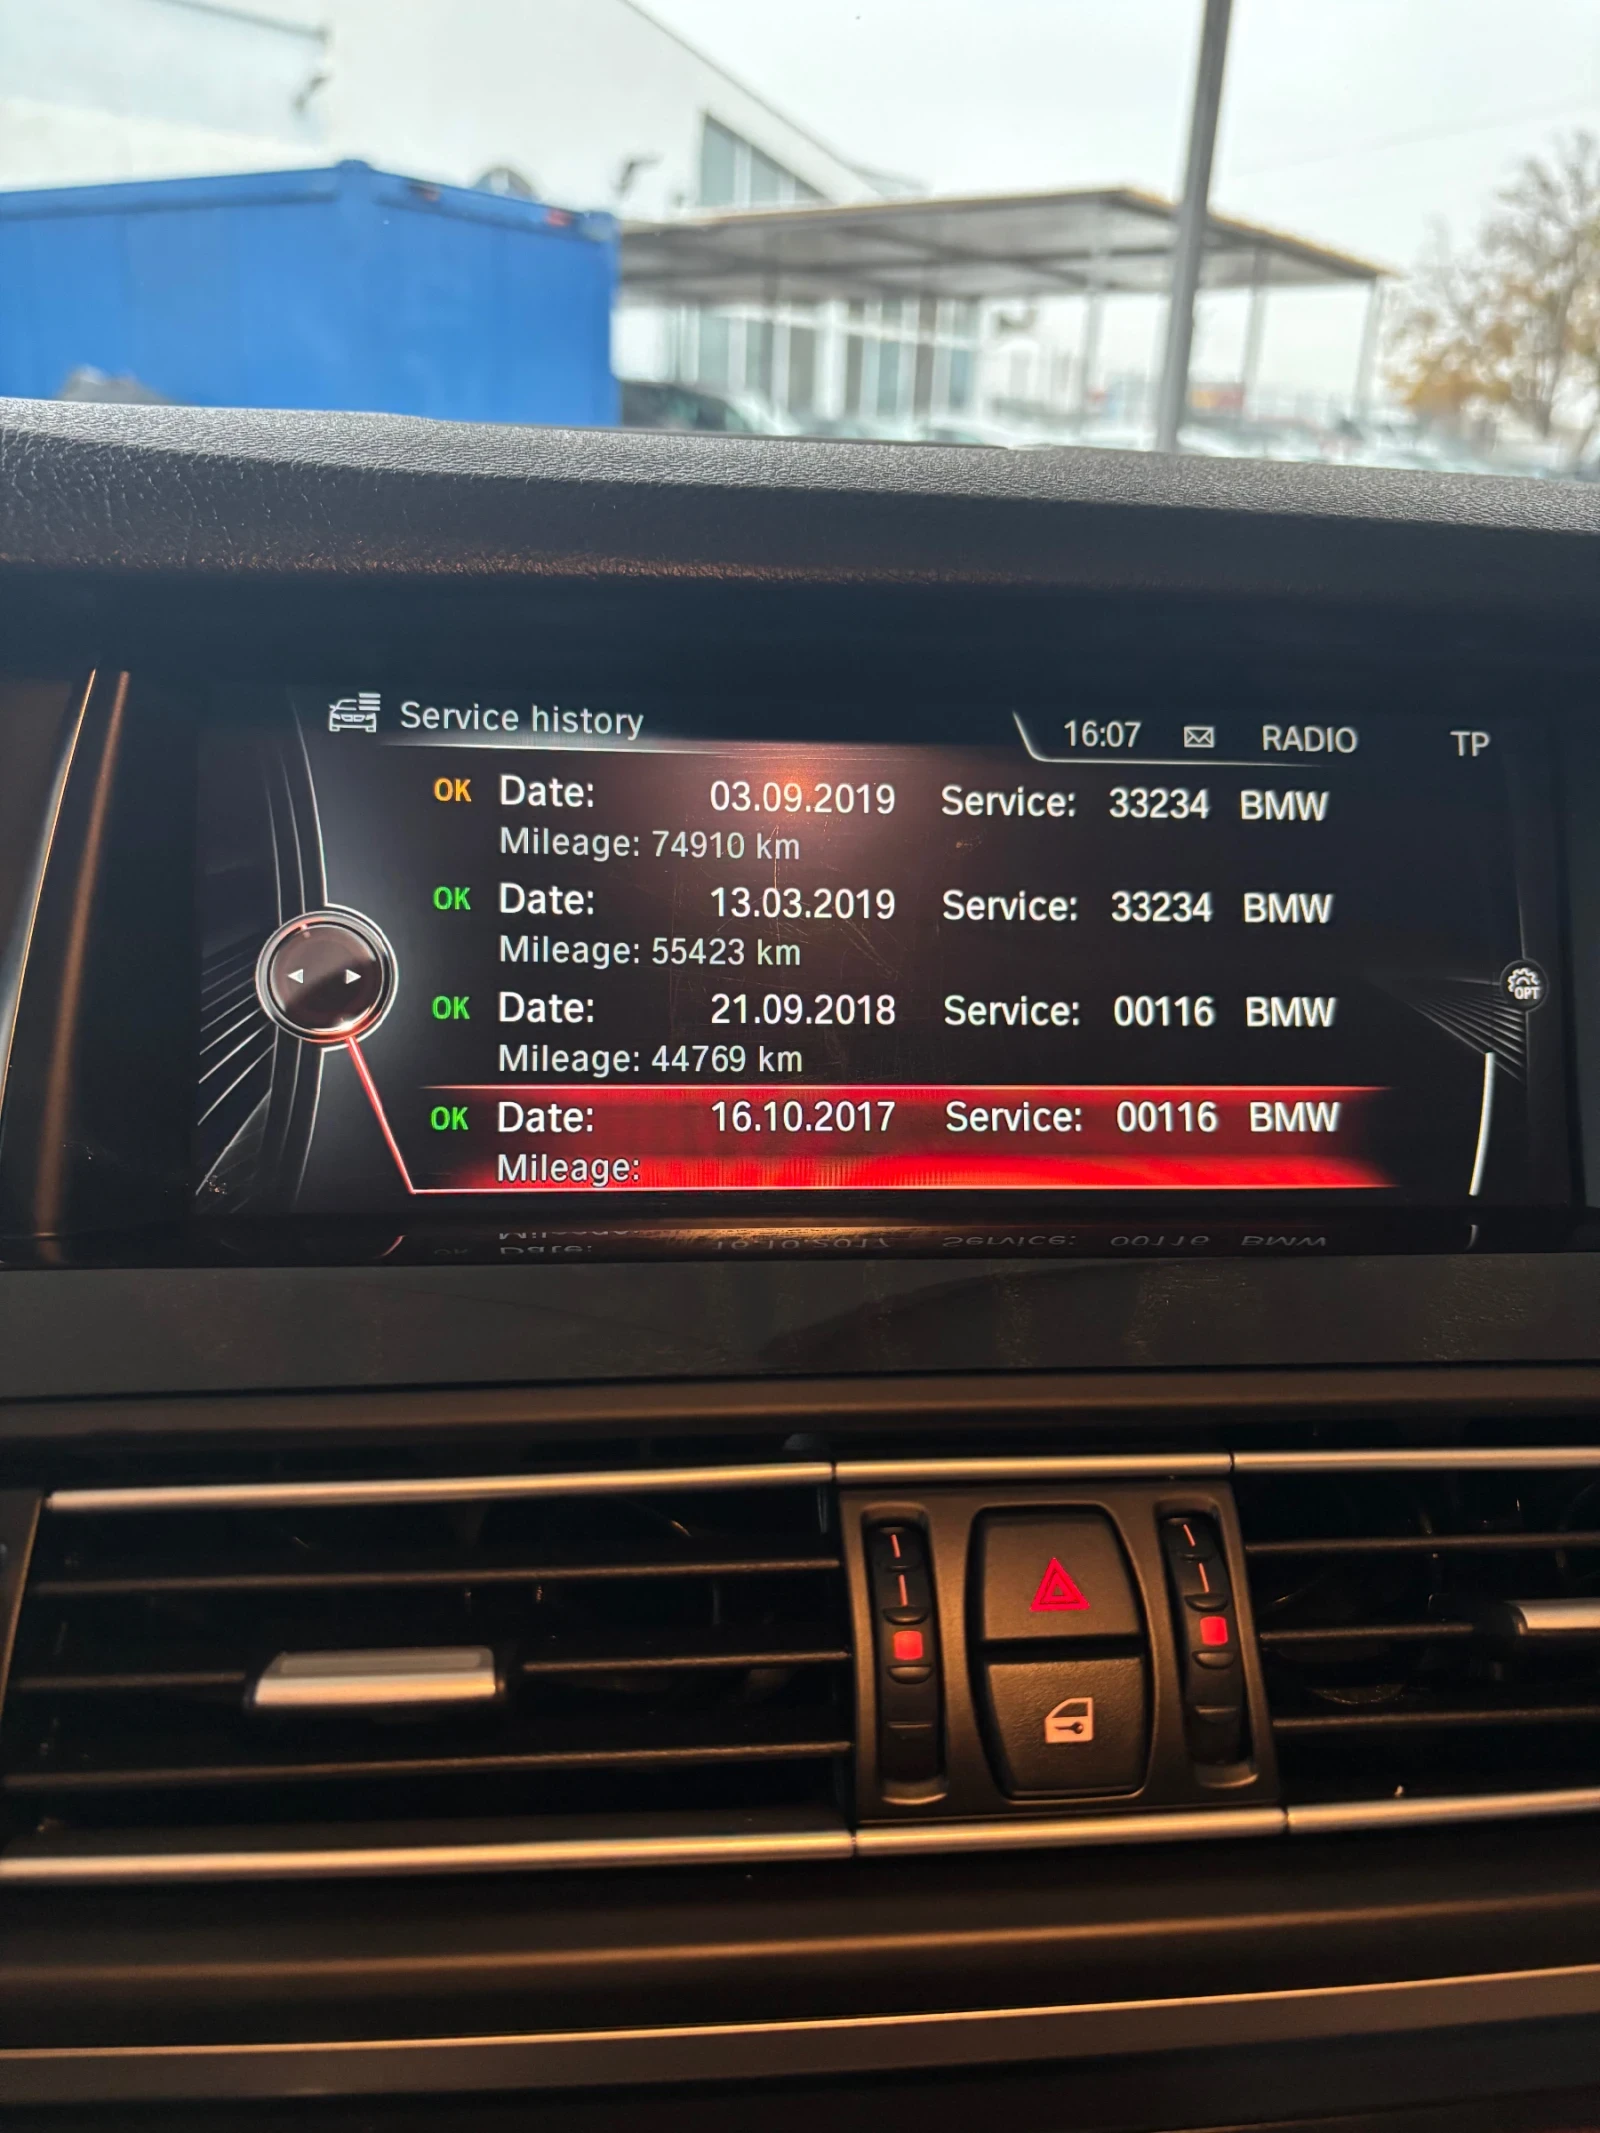 Service history 16:07 RADIO TP
OK Date: 03.09.2019 Service: 33234 BMW
Mileage: 74910 km
OK Date: 13.03.2019 Service: 33234 BMW
Mileage: 55423 km
OK Date: 21.09.2018 Service: 00116 BMW
Mileage: 44769 km
OPT
OK Date: 16.10.2017 Service: 00116 BMW
Mileage: